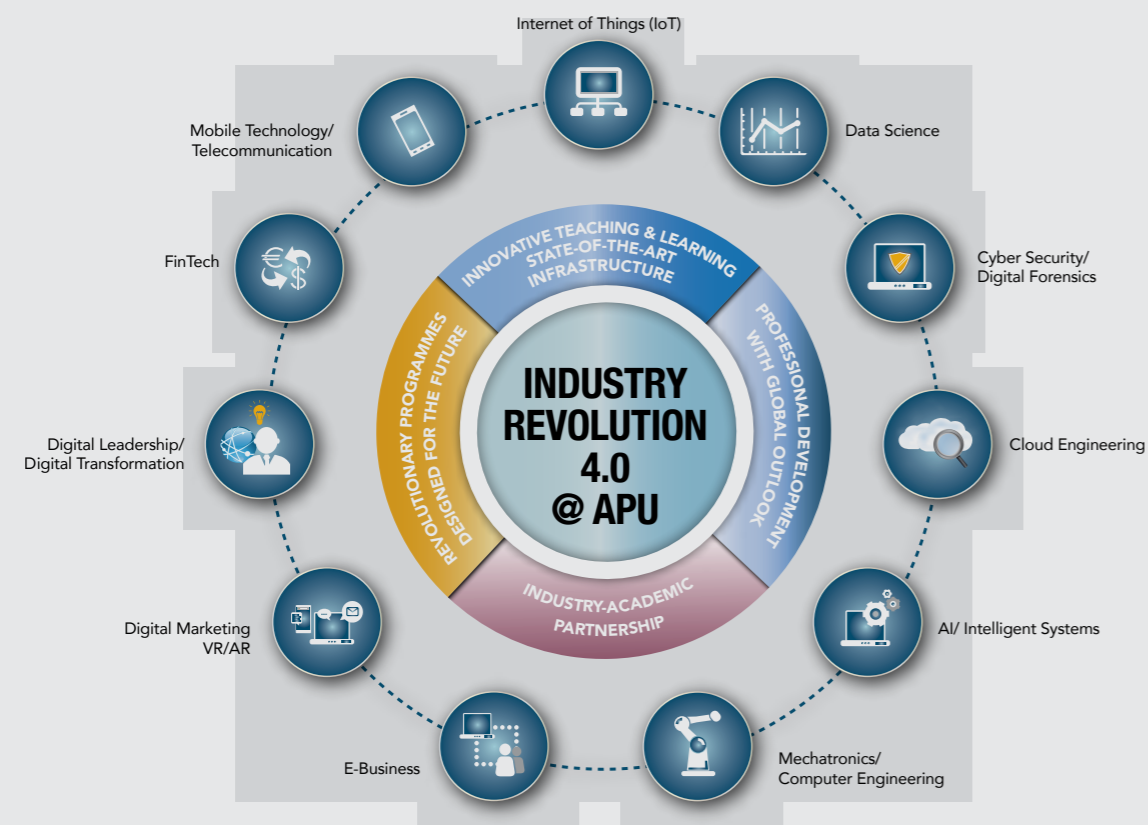 Internet of Things (IoT)
Data Science
Cyber Security/
Digital Forensics
Cloud Engineering
AI/ Intelligent Systems
Mechatronics/
Computer Engineering
E-Business
Digital Marketing
VR/AR
Digital Leadership/
Digital Transformation
FinTech
Mobile Technology/
Telecommunication
INNOVATIVE TEACHING & LEARNING
STATE-OF-THE-ART
INFRASTRUCTURE
PROFESSIONAL DEVELOPMENT
WITH GLOBAL OUTLOOK
INDUSTRY-ACADEMIC
PARTNERSHIP
REVOLUTIONARY PROGRAMMES
DESIGNED FOR THE FUTURE
INDUSTRY
REVOLUTION
4.0
@ APU